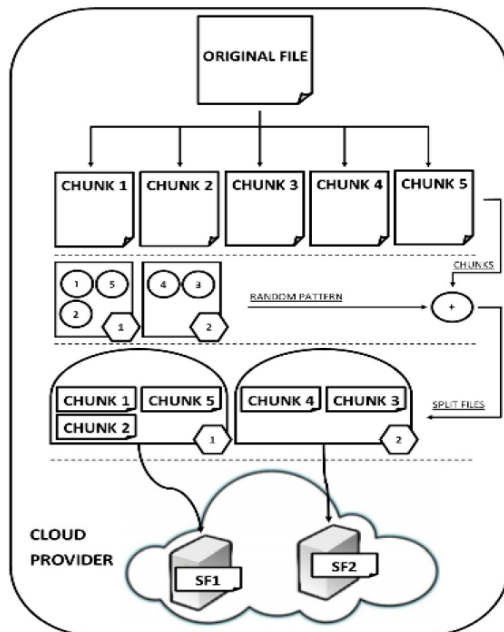 ORIGINAL FILE
CHUNK 1
CHUNK 2
CHUNK 3
CHUNK 4
CHUNK 5
CHUNKS
1
5
2
1
4
3
2
RANDOM PATTERN
+
CHUNK 1
CHUNK 5
CHUNK 2
1
CHUNK 4
CHUNK 3
2
SPLIT FILES
CLOUD
PROVIDER
SF1
SF2